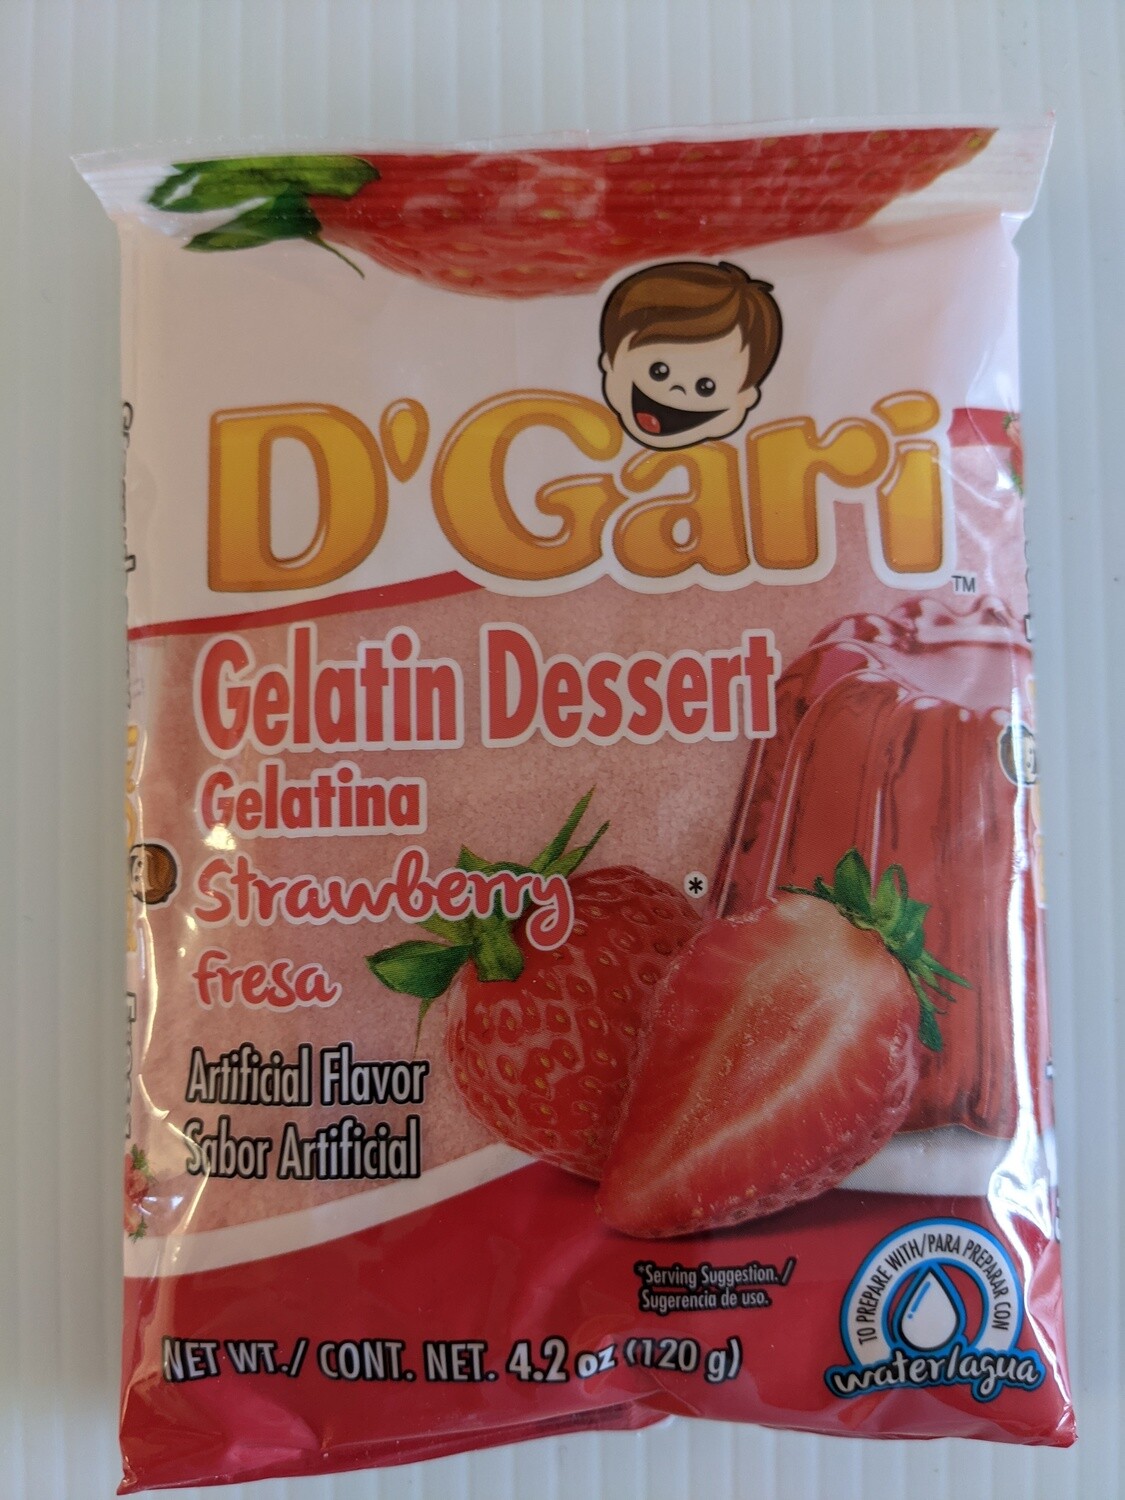 D'Gari
TM
Gelatin Dessert
Gelatina
Strawberry
fresa
*
Artificial Flavor
Sabor Artificial
*Serving Suggestion./
Sugerencia de uso.
NET WT./ CONT. NET. 4.2 oz (120 g)
TO PREPARE WITH/PARA PREPARAR CON
water/agua